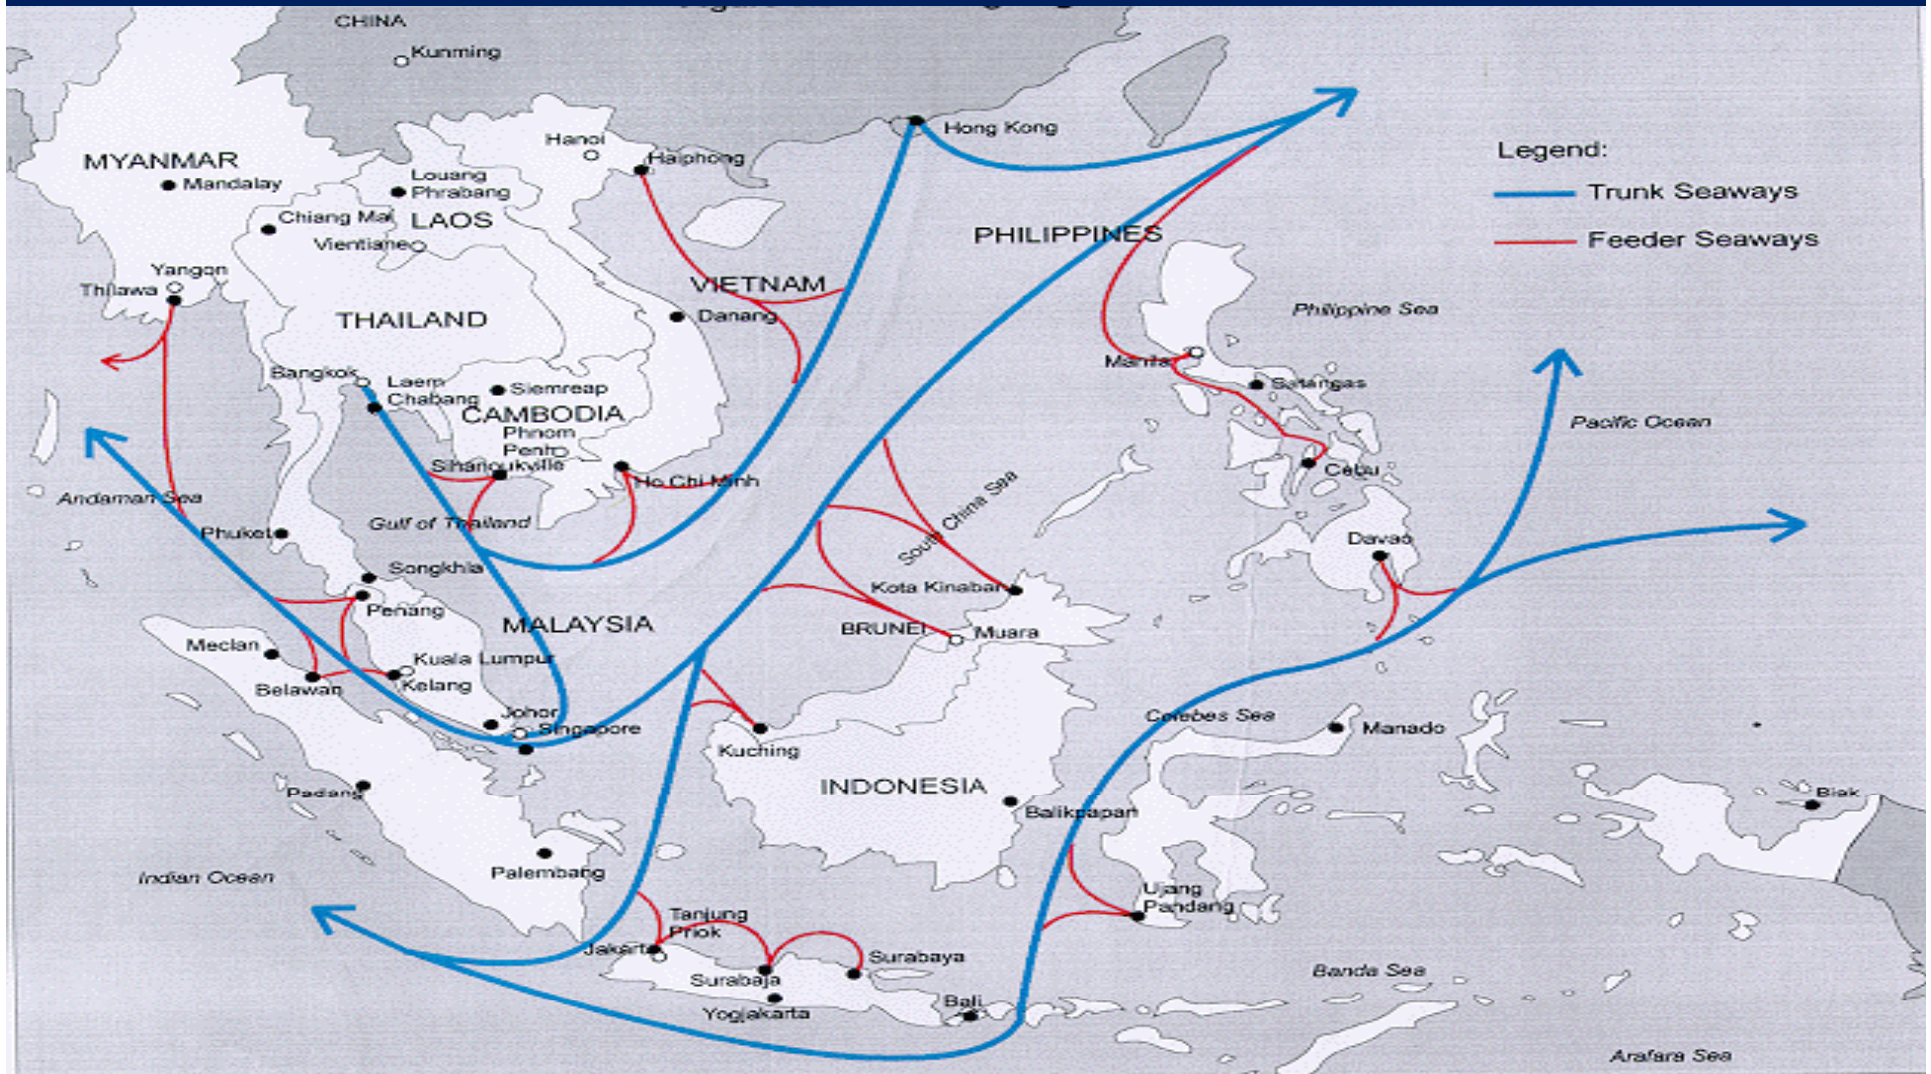 CHINA
Kunming
Hong Kong
Hanoi
Haiphong
MYANMAR
Mandalay
Louang
Phrabang
LAOS
Chiang Mai
Vientiane
Legend:
Trunk Seaways
Feeder Seaways
PHILIPPINES
Yangon
Thilawa
VIETNAM
Danang
THAILAND
Philippine Sea
Manila
Bangkok
Laem
Chabang
Siemreap
CAMBODIA
Phnom
Penh
Sihanoukville
Ho Chi Minh
Batangas
Pacific Ocean
Cebu
Andaman Sea
Phuket
Gulf of Thailand
South China Sea
Davao
Songkhla
Penang
Kota Kinabaru
MALAYSIA
BRUNEI
Muara
Meclan
Kuala Lumpur
Kelang
Belawan
Johor
Singapore
Kuching
Celebes Sea
Manado
INDONESIA
Padang
Balikpapan
Biak
Palembang
Indian Ocean
Ujang
Pandang
Tanjung
Priok
Jakarta
Surabaja
Surabaya
Yogjakarta
Bali
Banda Sea
Arafara Sea